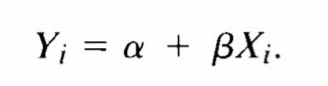 Yᵢ = α + βXᵢ.